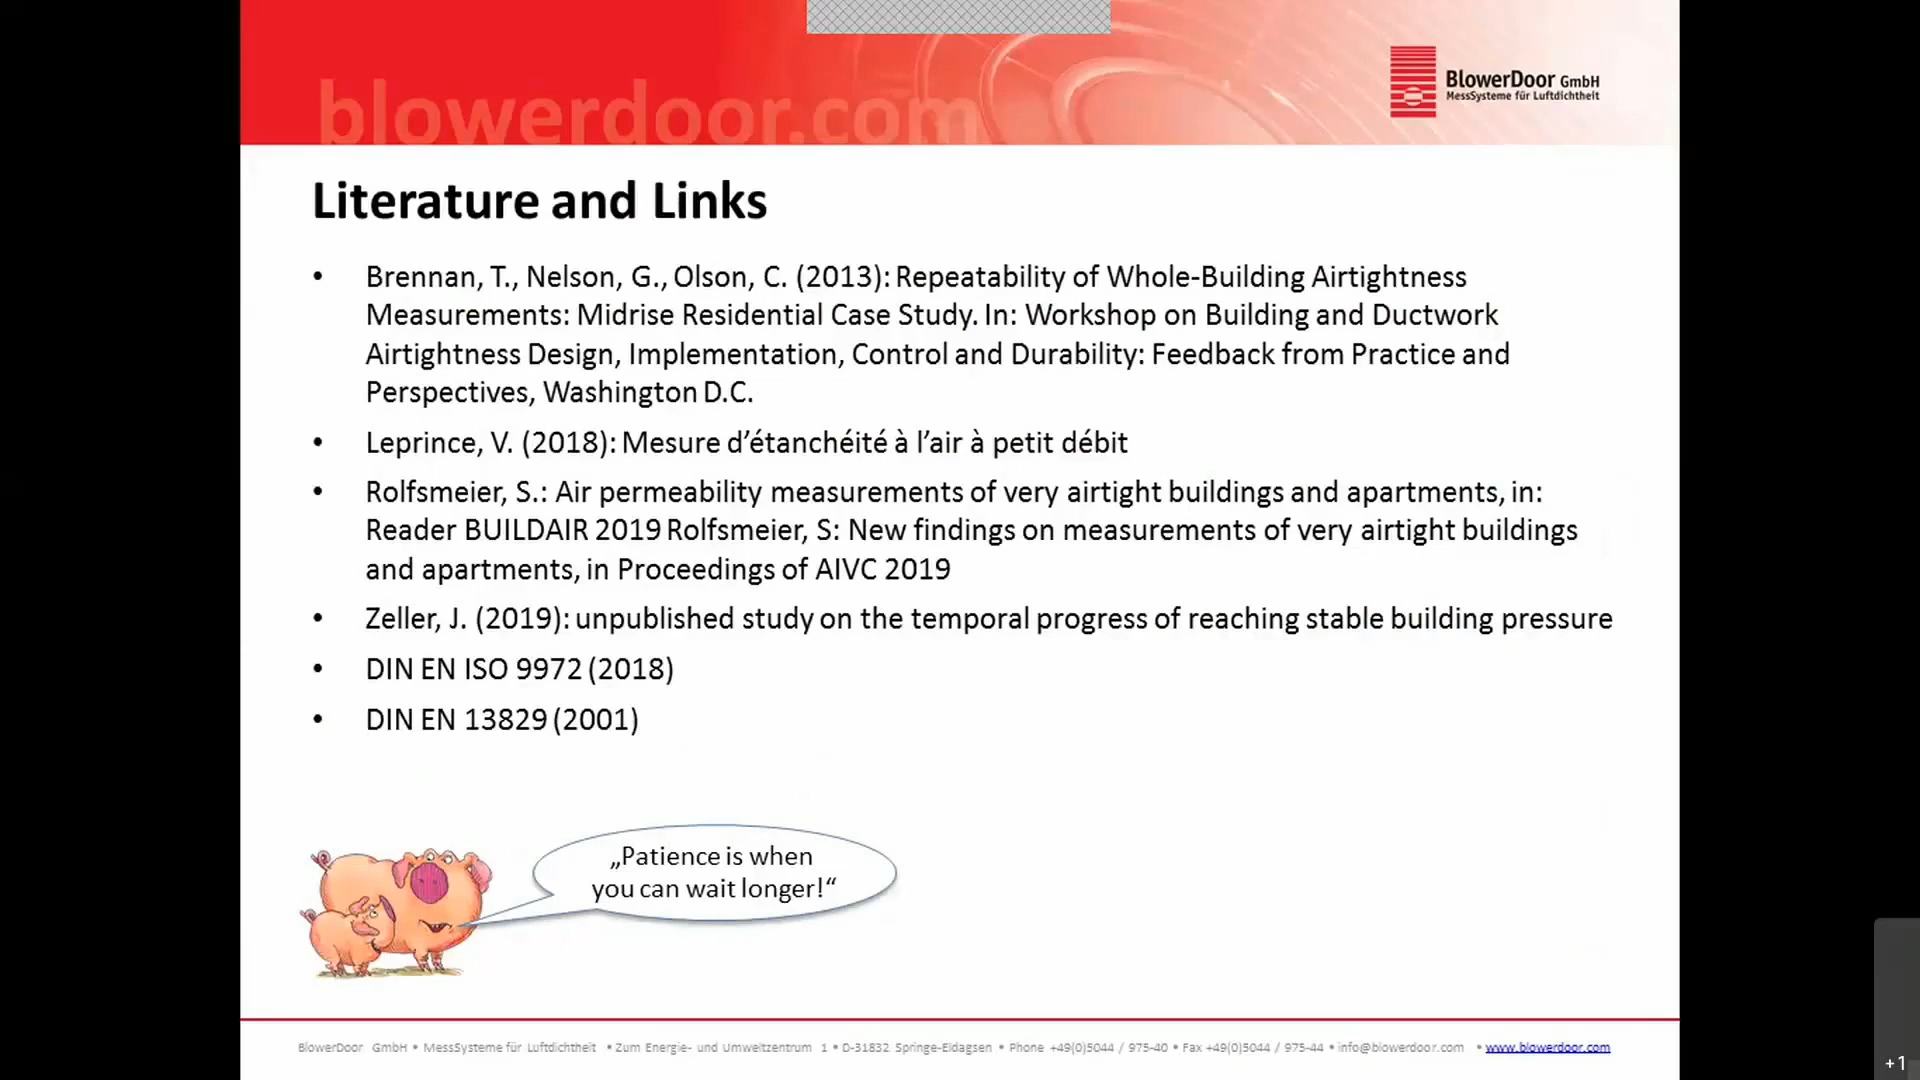 blowerdoor.com
BlowerDoor GmbH
MessSysteme für Luftdichtheit
Literature and Links
• Brennan, T., Nelson, G., Olson, C. (2013): Repeatability of Whole-Building Airtightness
Measurements: Midrise Residential Case Study. In: Workshop on Building and Ductwork
Airtightness Design, Implementation, Control and Durability: Feedback from Practice and
Perspectives, Washington D.C.
• Leprince, V. (2018): Mesure d’étanchéité à l’air à petit débit
• Rolfsmeier, S.: Air permeability measurements of very airtight buildings and apartments, in:
Reader BUILDAIR 2019 Rolfsmeier, S: New findings on measurements of very airtight buildings
and apartments, in Proceedings of AIVC 2019
• Zeller, J. (2019): unpublished study on the temporal progress of reaching stable building pressure
• DIN EN ISO 9972 (2018)
• DIN EN 13829 (2001)
„Patience is when
you can wait longer!“
BlowerDoor GmbH • MessSysteme für Luftdichtheit • Zum Energie- und Umweltzentrum 1 • D-31832 Springe-Eldagsen • Phone +49(0)5044 / 975-40 • Fax +49(0)5044 / 975-44 • info@blowerdoor.com • www.blowerdoor.com
+1